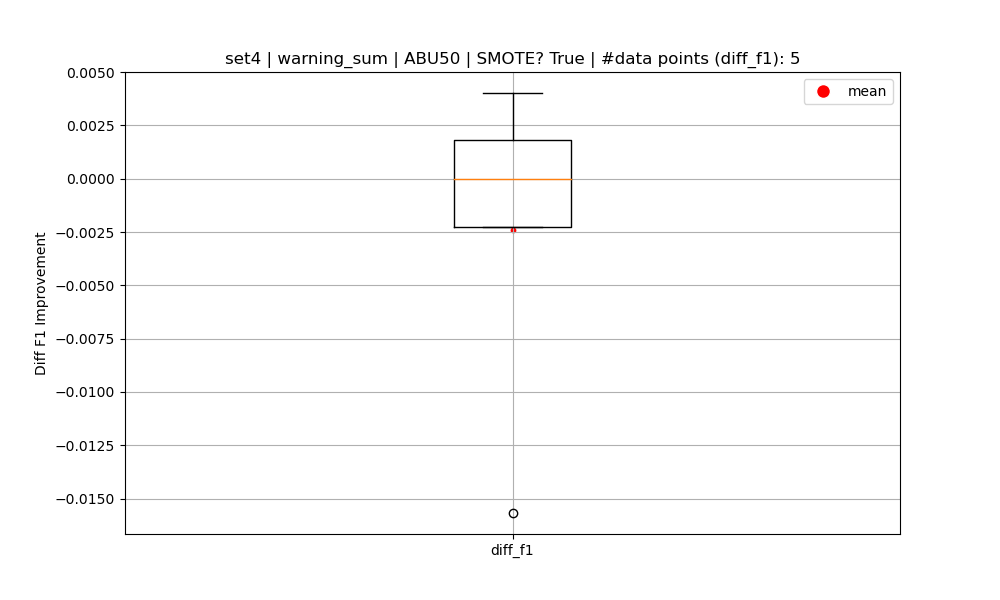 set4 | warning_sum | ABU50 | SMOTE? True | #data points (diff_f1): 5
mean
Diff F1 Improvement
0.0050
0.0025
0.0000
−0.0025
−0.0050
−0.0075
−0.0100
−0.0125
−0.0150
diff_f1